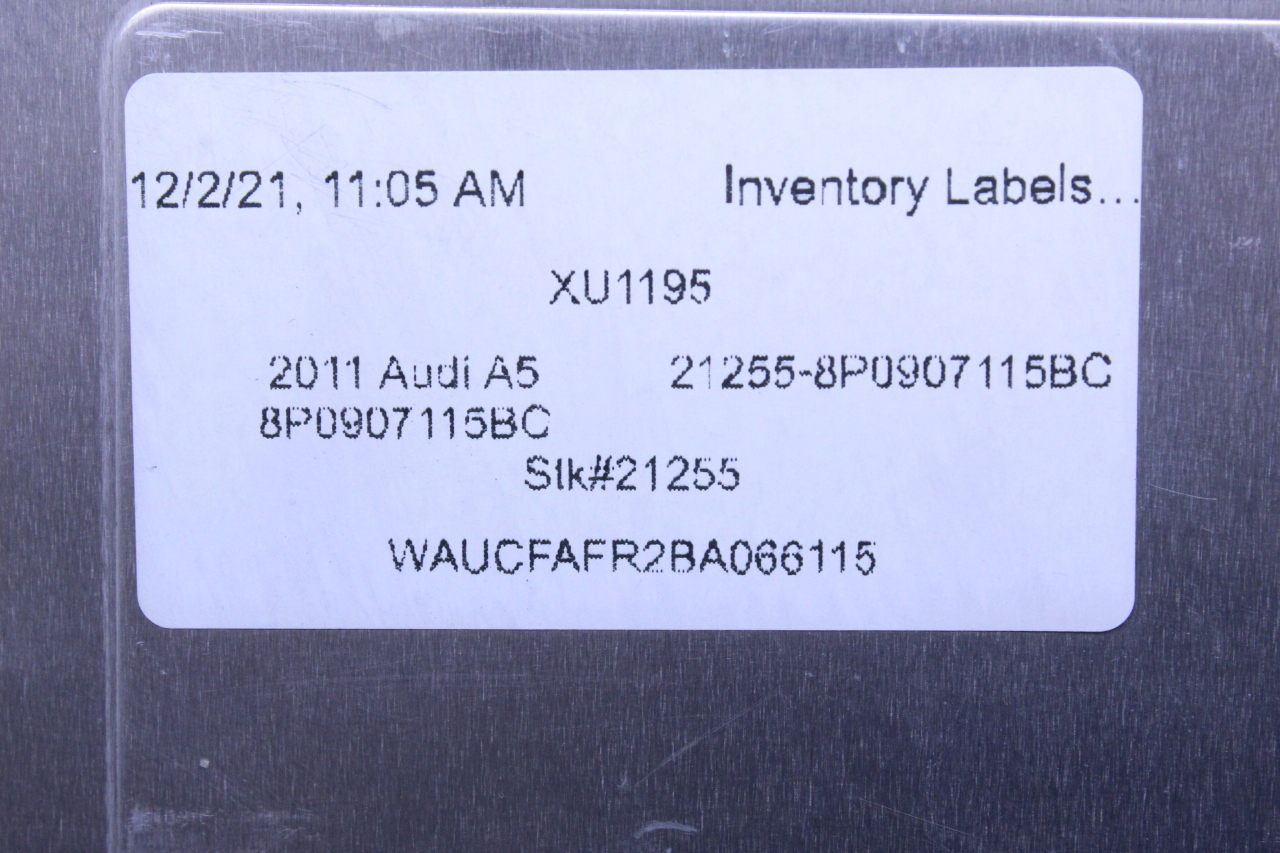 12/2/21, 11:05 AM Inventory Labels...
XU1195
2011 Audi A5 21255-8P0907115BC
8P0907115BC
Stk#21255
WAUCFAFR2BA066115